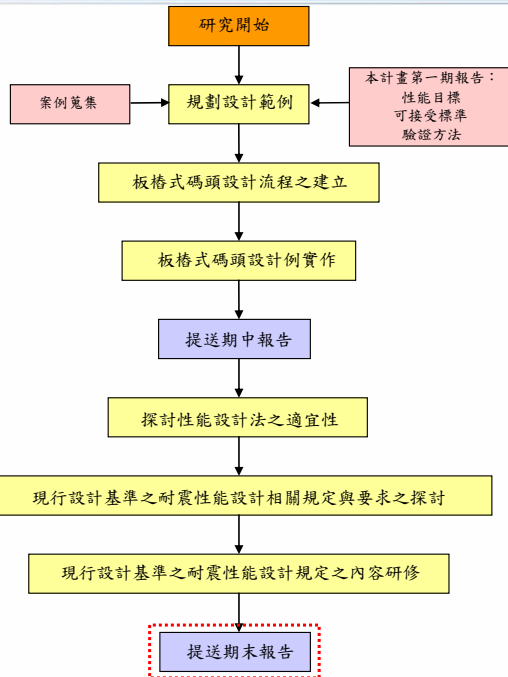 研究開始
案例蒐集
規劃設計範例
本計畫第一期報告：
性能目標
可接受標準
驗證方法
板樁式碼頭設計流程之建立
板樁式碼頭設計例實作
提送期中報告
探討性能設計法之適宜性
現行設計基準之耐震性能設計相關規定與要求之探討
現行設計基準之耐震性能設計規定之內容研修
提送期末報告